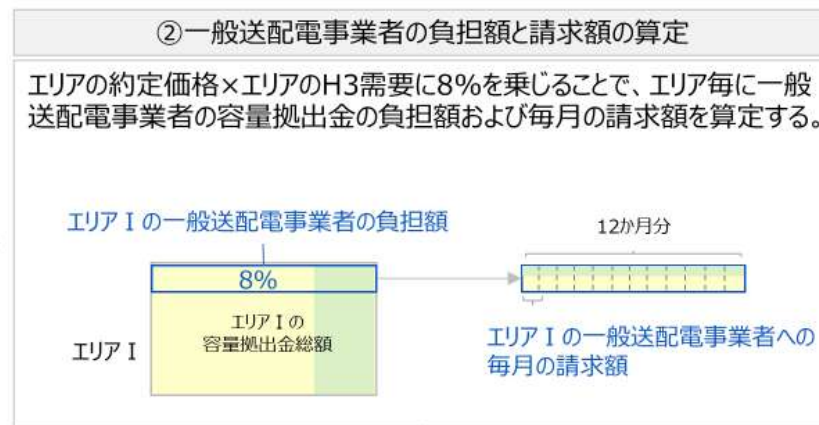 ②一般送配電事業者の負担額と請求額の算定
エリアの約定価格×エリアのH3需要に8%を乗じることで、エリア毎に一般
送配電事業者の容量拠出金の負担額および毎月の請求額を算定する。
エリアⅠの一般送配電事業者の負担額
12か月分
8%
エリアⅠの
容量拠出金総額
エリアⅠ
エリアⅠの一般送配電事業者への
毎月の請求額